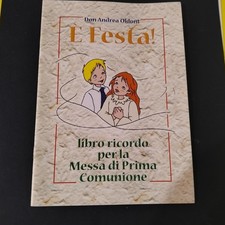 Don Andrea Oldoni
È Festa!
libro ricordo
per la
Messa di Prima
Comunione